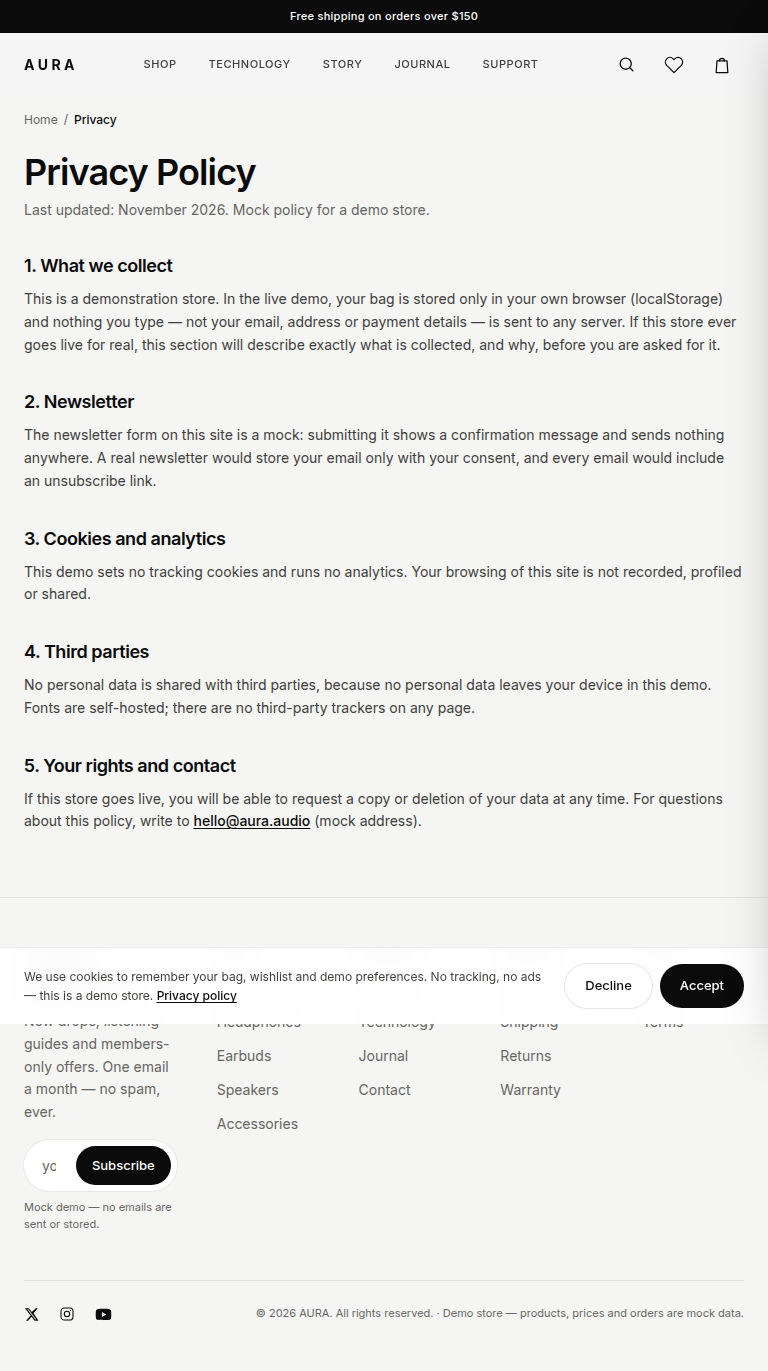 Free shipping on orders over $150
AURA
SHOP
TECHNOLOGY
STORY
JOURNAL
SUPPORT
Home / Privacy
Privacy Policy
Last updated: November 2026. Mock policy for a demo store.
1. What we collect
This is a demonstration store. In the live demo, your bag is stored only in your own browser (localStorage)
and nothing you type — not your email, address or payment details — is sent to any server. If this store ever
goes live for real, this section will describe exactly what is collected, and why, before you are asked for it.
2. Newsletter
The newsletter form on this site is a mock: submitting it shows a confirmation message and sends nothing
anywhere. A real newsletter would store your email only with your consent, and every email would include
an unsubscribe link.
3. Cookies and analytics
This demo sets no tracking cookies and runs no analytics. Your browsing of this site is not recorded, profiled
or shared.
4. Third parties
No personal data is shared with third parties, because no personal data leaves your device in this demo.
Fonts are self-hosted; there are no third-party trackers on any page.
5. Your rights and contact
If this store goes live, you will be able to request a copy or deletion of your data at any time. For questions
about this policy, write to hello@aura.audio (mock address).
We use cookies to remember your bag, wishlist and demo preferences. No tracking, no ads
— this is a demo store. Privacy policy
Decline
Accept
New drops, listening
guides and members-
only offers. One email
a month — no spam,
ever.
Subscribe
Mock demo — no emails are
sent or stored.
Headphones
Earbuds
Speakers
Accessories
Technology
Journal
Contact
Shipping
Returns
Warranty
Terms
© 2026 AURA. All rights reserved. · Demo store — products, prices and orders are mock data.